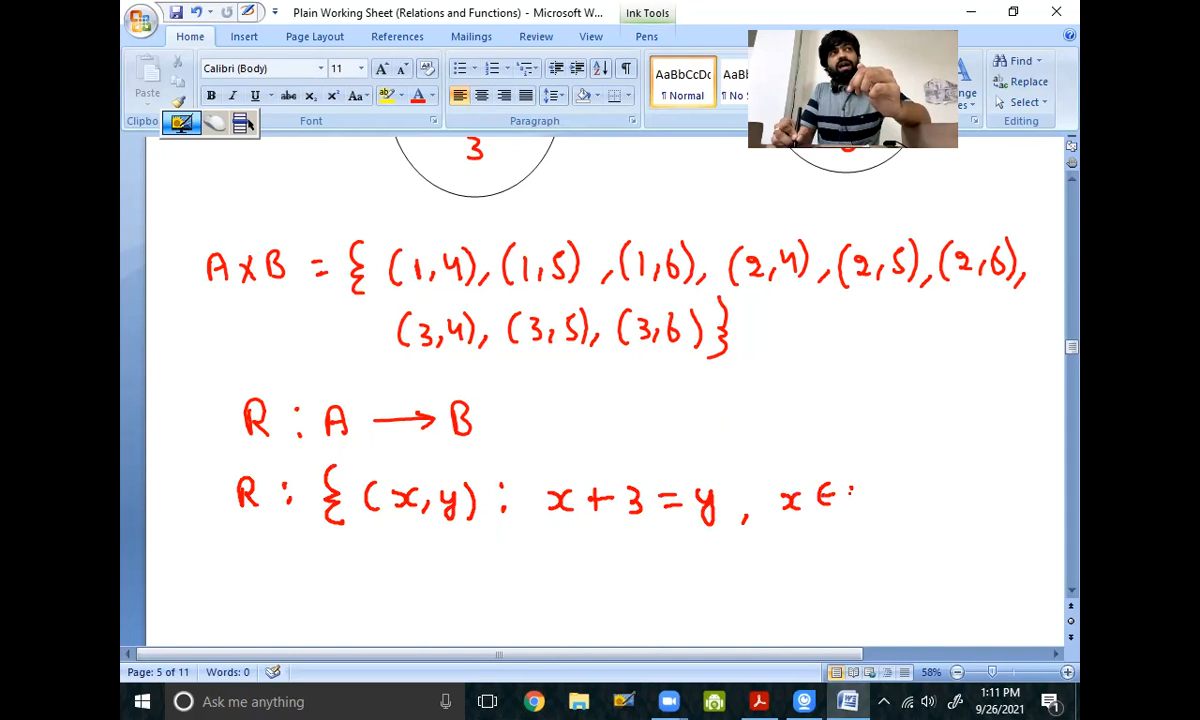 Plain Working Sheet (Relations and Functions) - Microsoft W...
Ink Tools
Home Insert Page Layout References Mailings Review View Pens
Paste
Calibri (Body) 11
AaBbCcDc
¶ Normal
Find
Replace
Select
Clipbo Font Paragraph Editing
3
A x B = { (1,4), (1,5) , (1,6), (2,4) , (2,5) , (2,6),
(3,4), (3,5), (3,6) }
R : A → B
R : { (x,y) : x + 3 = y , x ∈
Page: 5 of 11 Words: 0 58%
Ask me anything
1:11 PM
9/26/2021